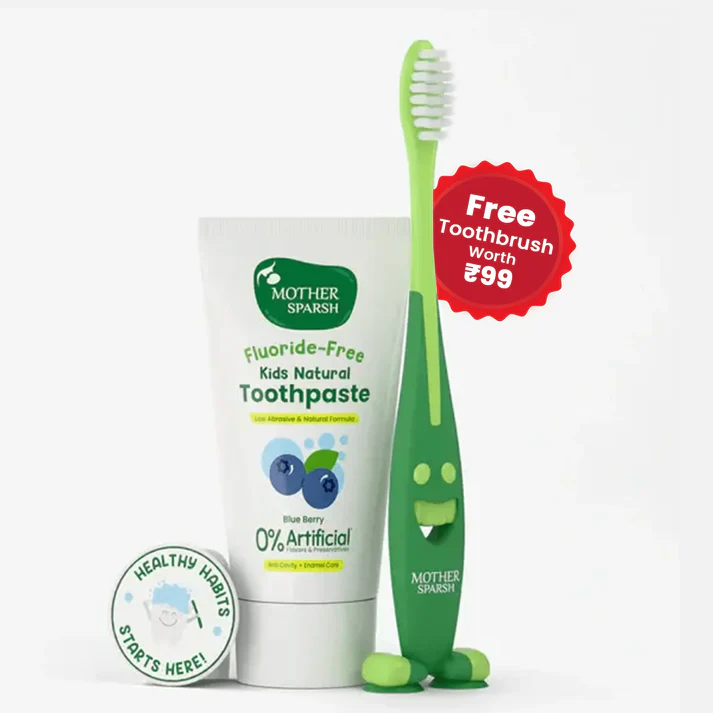 MOTHER
SPARSH
Fluoride-Free
Kids Natural
Toothpaste
Low Abrasive & Natural Formula
Blue Berry
0% Artificial*
Flavors & Preservatives
Anti Cavity • Enamel Care
HEALTHY HABITS
STARTS HERE!
MOTHER
SPARSH
Free
Toothbrush
Worth
₹99